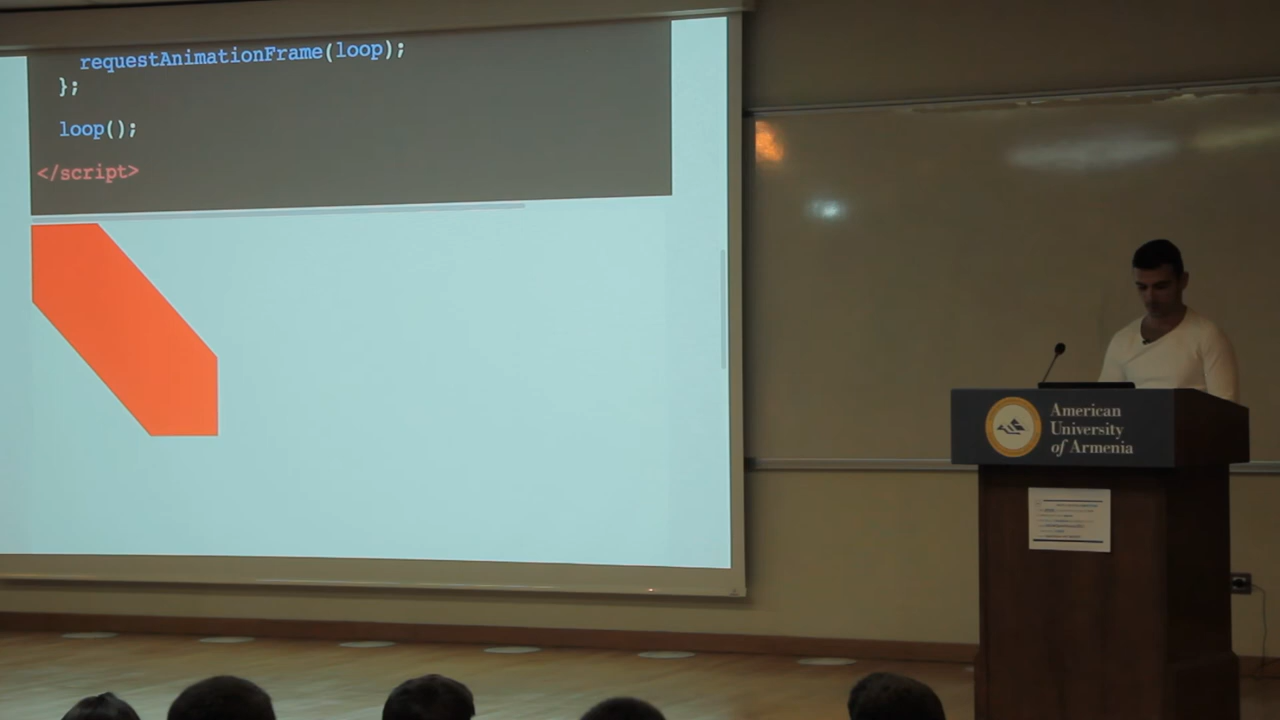 requestAnimationFrame(loop);
};
loop();
</script>
American
University
of Armenia